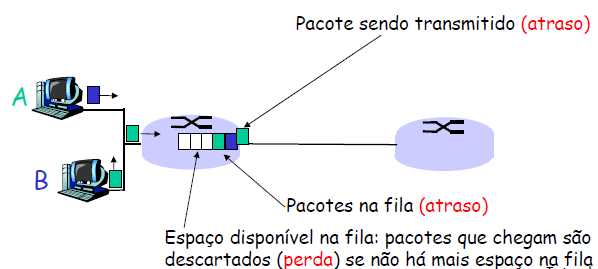 Pacote sendo transmitido (atraso)
A
B
Pacotes na fila (atraso)
Espaço disponível na fila: pacotes que chegam são
descartados (perda) se não há mais espaço na fila